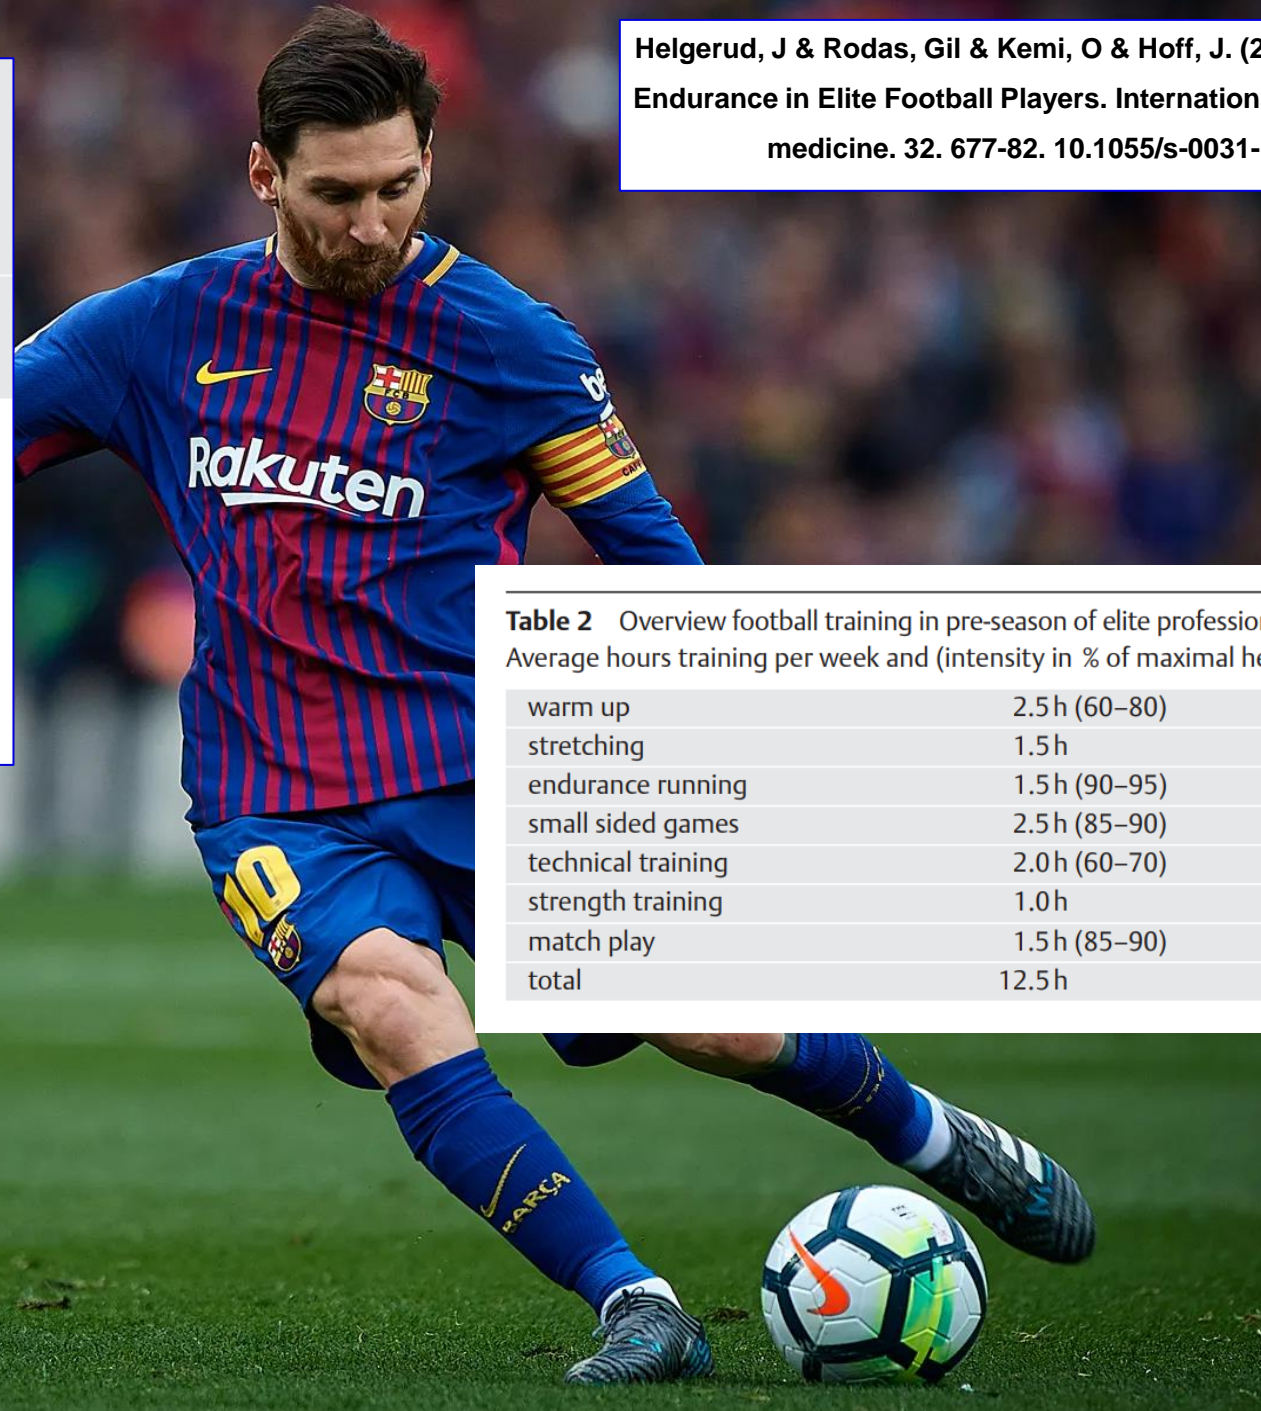 Helgerud, J & Rodas, Gil & Kemi, O & Hoff, J. (2
Endurance in Elite Football Players. Internation
medicine. 32. 677-82. 10.1055/s-0031-
FCB
be
CAP
Rakuten
Table 2 Overview football training in pre-season of elite professio
Average hours training per week and (intensity in % of maximal he
warm up 2.5 h (60–80)
stretching 1.5 h
endurance running 1.5 h (90–95)
small sided games 2.5 h (85–90)
technical training 2.0 h (60–70)
strength training 1.0 h
match play 1.5 h (85–90)
total 12.5 h
10
BARÇA